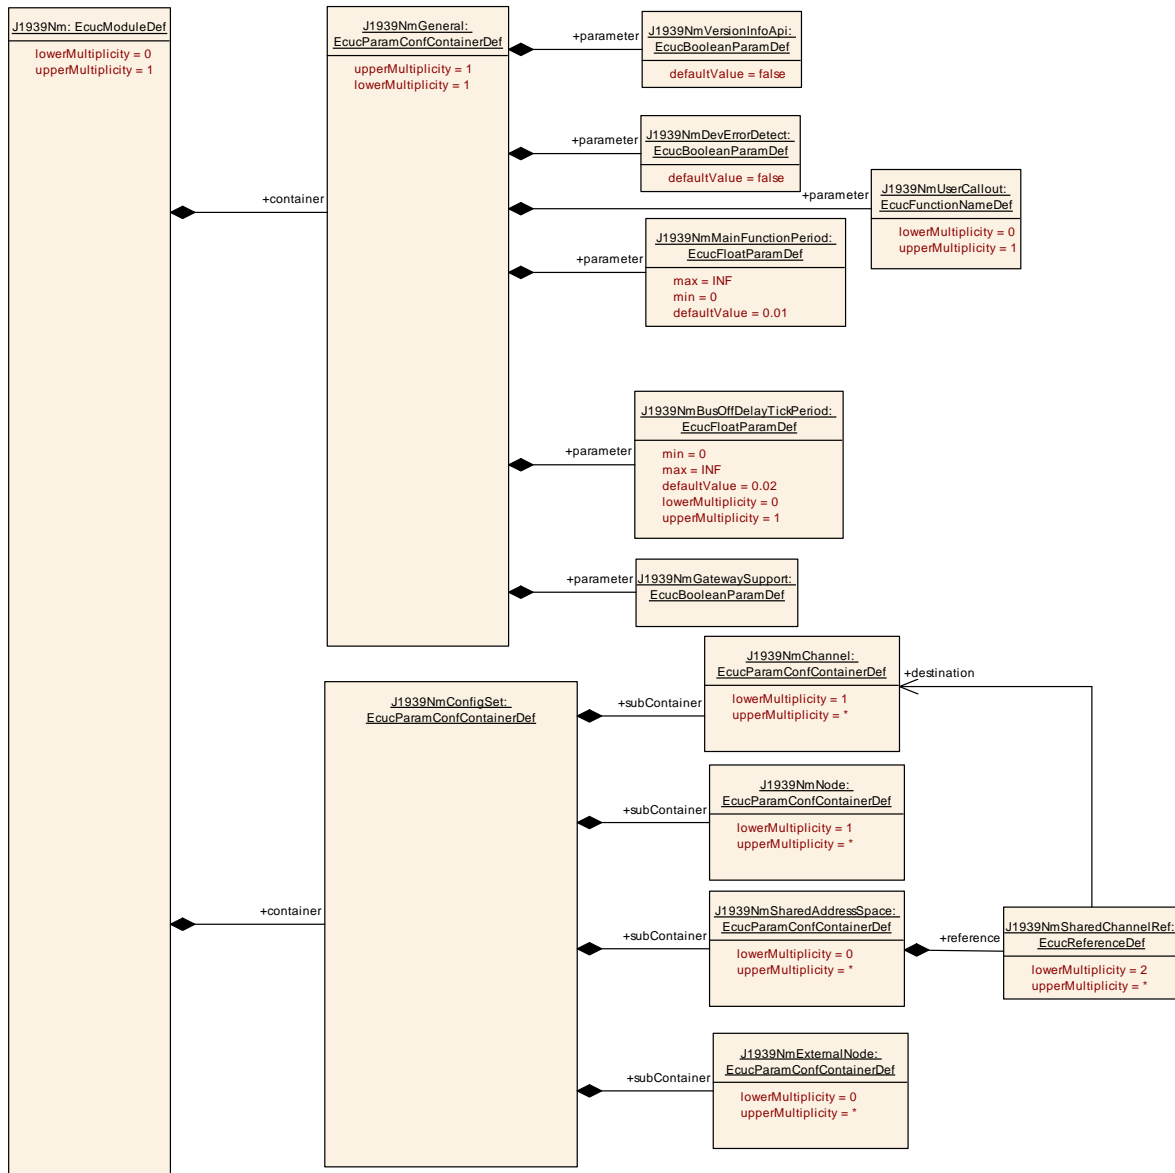 J1939Nm: EcucModuleDef
lowerMultiplicity = 0
upperMultiplicity = 1
+container
J1939NmGeneral:
EcucParamConfContainerDef
upperMultiplicity = 1
lowerMultiplicity = 1
+parameter
J1939NmVersionInfoApi:
EcucBooleanParamDef
defaultValue = false
+parameter
J1939NmDevErrorDetect:
EcucBooleanParamDef
defaultValue = false
+parameter
J1939NmUserCallout:
EcucFunctionNameDef
lowerMultiplicity = 0
upperMultiplicity = 1
+parameter
J1939NmMainFunctionPeriod:
EcucFloatParamDef
max = INF
min = 0
defaultValue = 0.01
+parameter
J1939NmBusOffDelayTickPeriod:
EcucFloatParamDef
min = 0
max = INF
defaultValue = 0.02
lowerMultiplicity = 0
upperMultiplicity = 1
+parameter
J1939NmGatewaySupport:
EcucBooleanParamDef
+container
J1939NmConfigSet:
EcucParamConfContainerDef
+subContainer
J1939NmChannel:
EcucParamConfContainerDef
lowerMultiplicity = 1
upperMultiplicity = *
+destination
+subContainer
J1939NmNode:
EcucParamConfContainerDef
lowerMultiplicity = 1
upperMultiplicity = *
+subContainer
J1939NmSharedAddressSpace:
EcucParamConfContainerDef
lowerMultiplicity = 0
upperMultiplicity = *
+reference
J1939NmSharedChannelRef:
EcucReferenceDef
lowerMultiplicity = 2
upperMultiplicity = *
+subContainer
J1939NmExternalNode:
EcucParamConfContainerDef
lowerMultiplicity = 0
upperMultiplicity = *